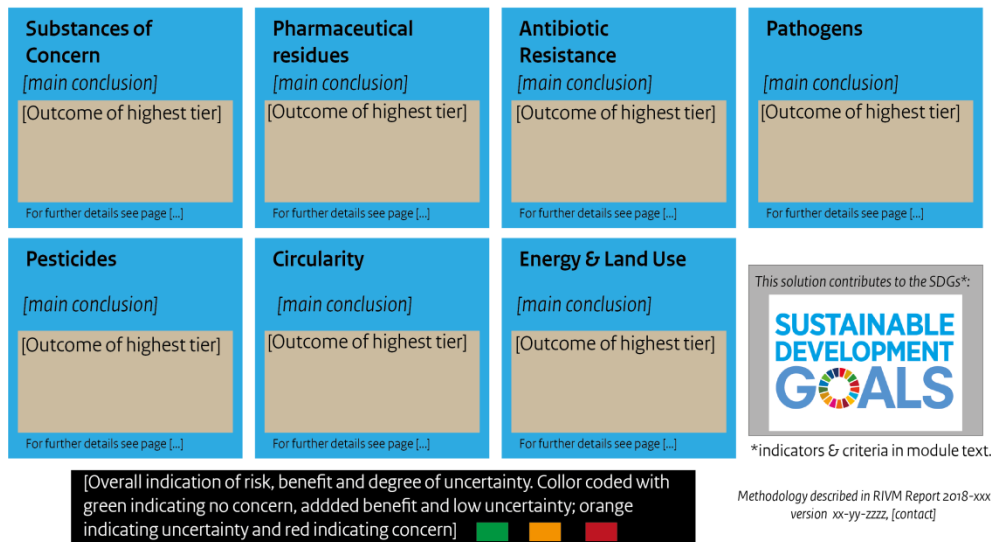 Substances of
Concern
[main conclusion]
[Outcome of highest tier]
For further details see page [...]
Pharmaceutical
residues
[main conclusion]
[Outcome of highest tier]
For further details see page [...]
Antibiotic
Resistance
[main conclusion]
[Outcome of highest tier]
For further details see page [...]
Pathogens
[main conclusion]
[Outcome of highest tier]
For further details see page [...]
Pesticides
[main conclusion]
[Outcome of highest tier]
For further details see page [...]
Circularity
[main conclusion]
[Outcome of highest tier]
For further details see page [...]
Energy & Land Use
[main conclusion]
[Outcome of highest tier]
For further details see page [...]
This solution contributes to the SDGs*:
SUSTAINABLE
DEVELOPMENT
GOALS
*indicators & criteria in module text.
[Overall indication of risk, benefit and degree of uncertainty. Collor coded with
green indicating no concern, addded benefit and low uncertainty; orange
indicating uncertainty and red indicating concern]
Methodology described in RIVM Report 2018-xxx
version xx-yy-zzzz, [contact]